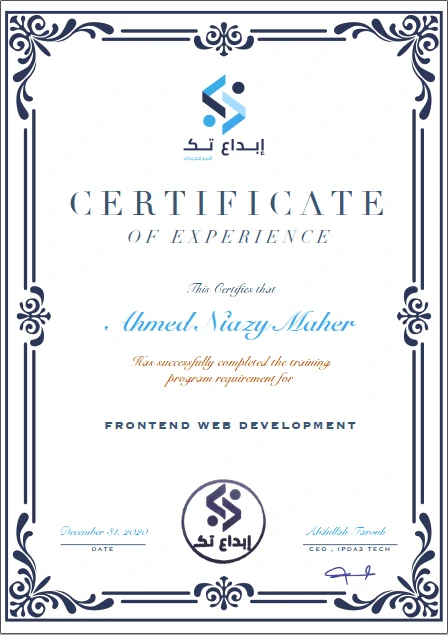 إبداع تك
للبرمجيات
CERTIFICATE
OF EXPERIENCE
This Certifies that
Ahmed Niazy Maher
Has successfully completed the training
program requirement for
FRONTEND WEB DEVELOPMENT
إبداع تك
December 31, 2020
Abdullah Farouk
DATE
CEO , IPDA3 TECH